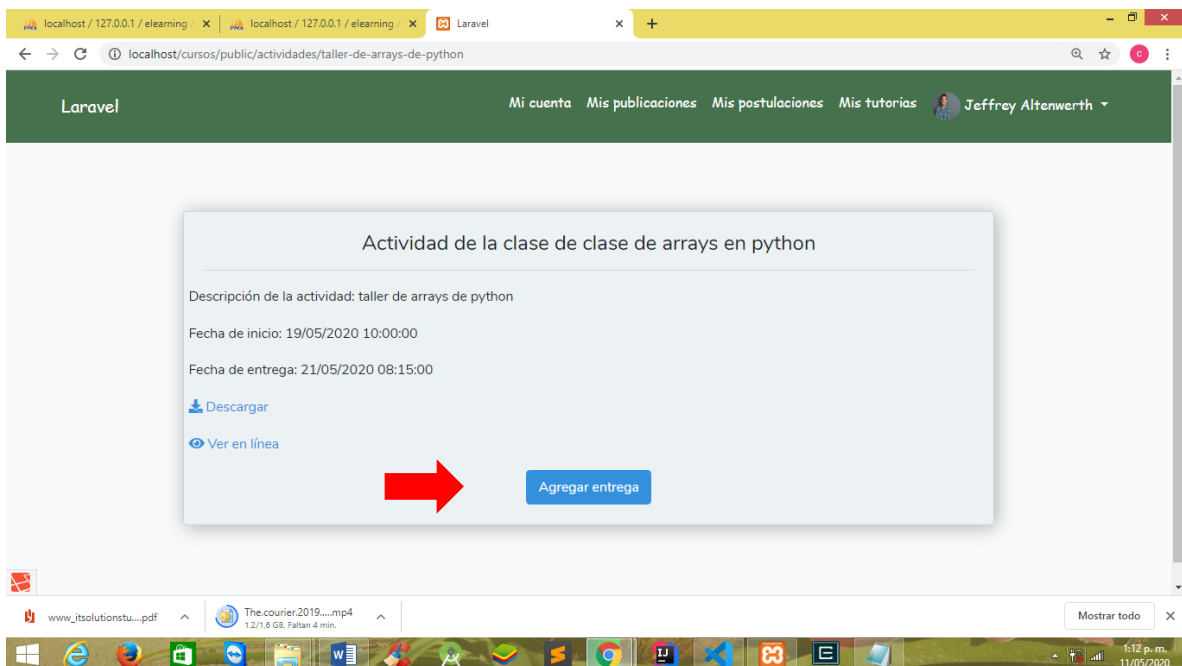 localhost / 127.0.0.1 / elearning /
localhost / 127.0.0.1 / elearning /
Laravel
localhost/cursos/public/actividades/taller-de-arrays-de-python
c
Laravel
Mi cuenta Mis publicaciones Mis postulaciones Mis tutorias Jeffrey Altenwerth
Actividad de la clase de clase de arrays en python
Descripción de la actividad: taller de arrays de python
Fecha de inicio: 19/05/2020 10:00:00
Fecha de entrega: 21/05/2020 08:15:00
Descargar
Ver en línea
Agregar entrega
www_itsolutionstu....pdf
The.courier.2019.....mp4
1,2/1,6 GB, Faltan 4 min.
Mostrar todo
1:12 p. m.
11/05/2020